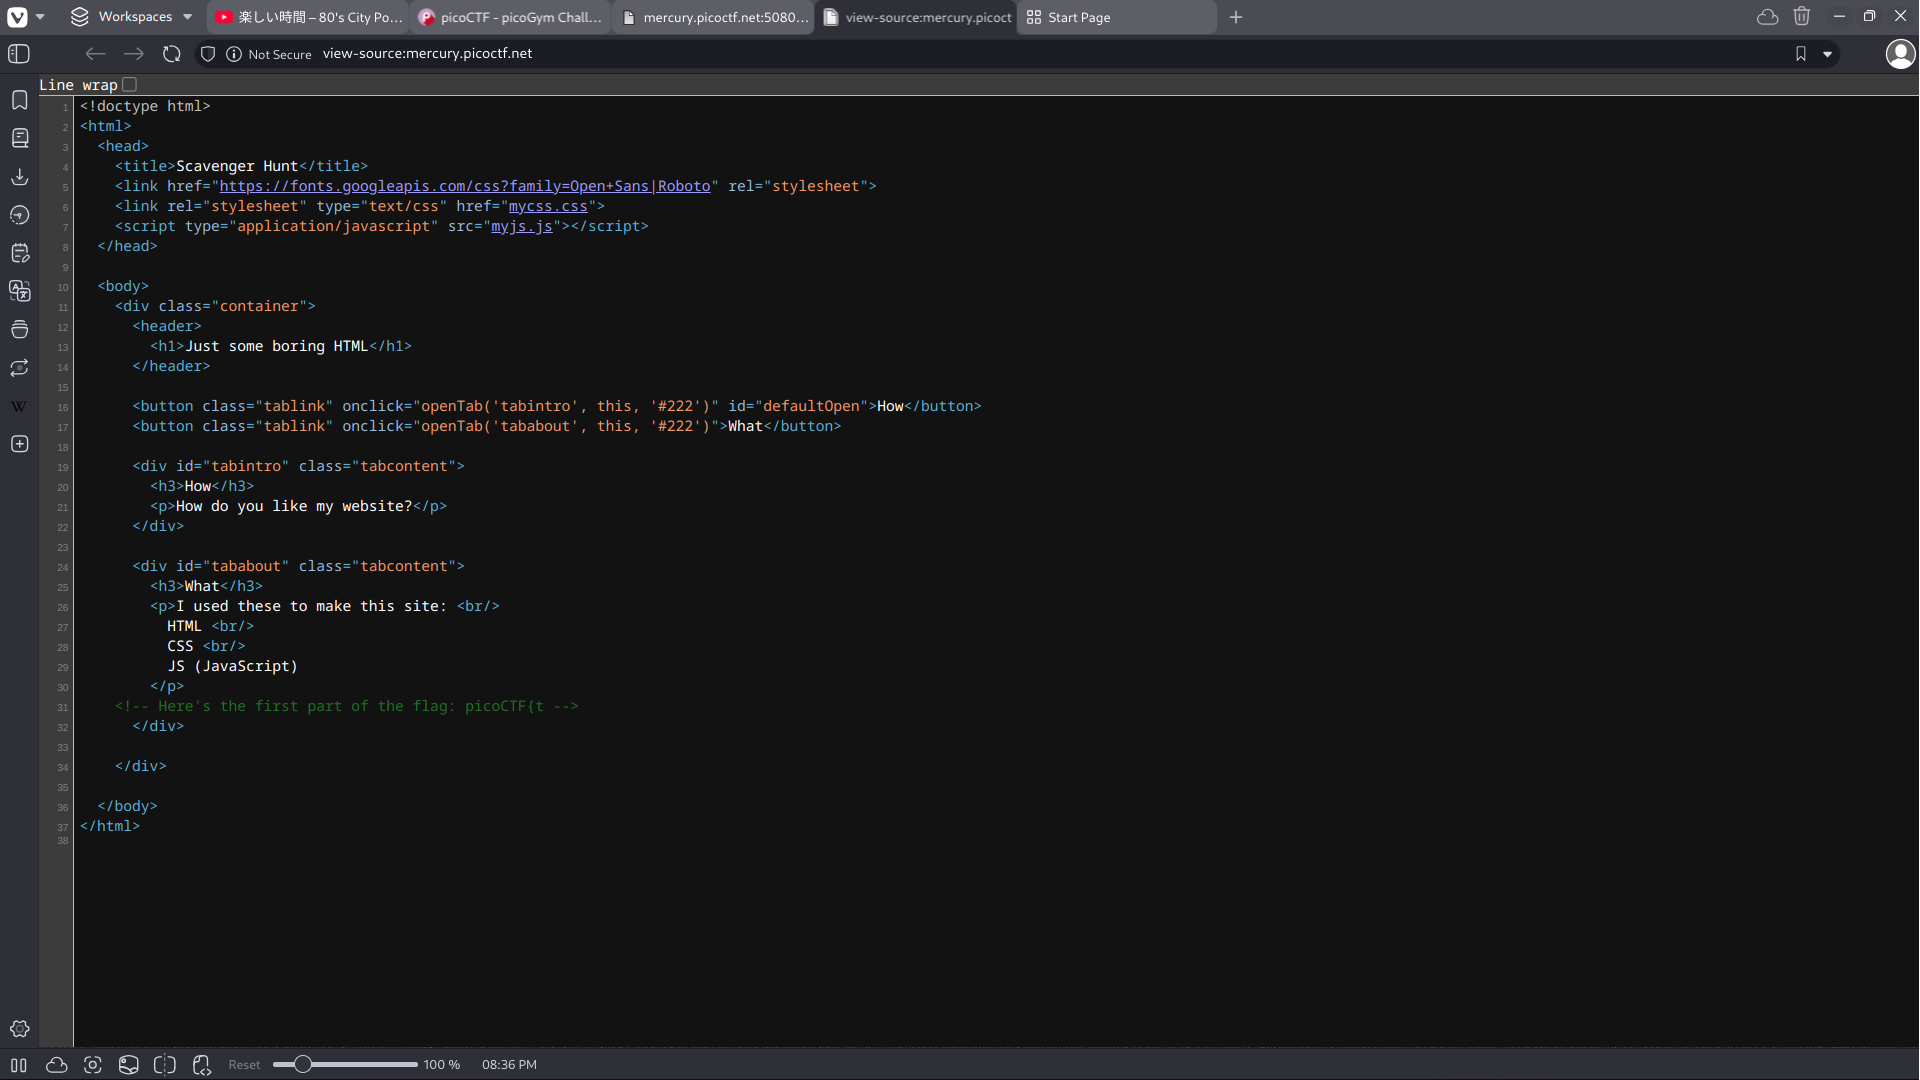 Workspaces
楽しい時間 – 80's City Po...
picoCTF - picoGym Chall...
mercury.picoctf.net:5080...
view-source:mercury.picoct
Start Page
Not Secure view-source:mercury.picoctf.net
Line wrap
1 <!doctype html>
2 <html>
3 <head>
4 <title>Scavenger Hunt</title>
5 <link href="https://fonts.googleapis.com/css?family=Open+Sans|Roboto" rel="stylesheet">
6 <link rel="stylesheet" type="text/css" href="mycss.css">
7 <script type="application/javascript" src="myjs.js"></script>
8 </head>
9
10 <body>
11 <div class="container">
12 <header>
13 <h1>Just some boring HTML</h1>
14 </header>
15
16 <button class="tablink" onclick="openTab('tabintro', this, '#222')" id="defaultOpen">How</button>
17 <button class="tablink" onclick="openTab('tababout', this, '#222')">What</button>
18
19 <div id="tabintro" class="tabcontent">
20 <h3>How</h3>
21 <p>How do you like my website?</p>
22 </div>
23
24 <div id="tababout" class="tabcontent">
25 <h3>What</h3>
26 <p>I used these to make this site: <br/>
27 HTML <br/>
28 CSS <br/>
29 JS (JavaScript)
30 </p>
31 <!-- Here's the first part of the flag: picoCTF{t -->
32 </div>
33
34 </div>
35
36 </body>
37 </html>
38
W
Reset 100 % 08:36 PM